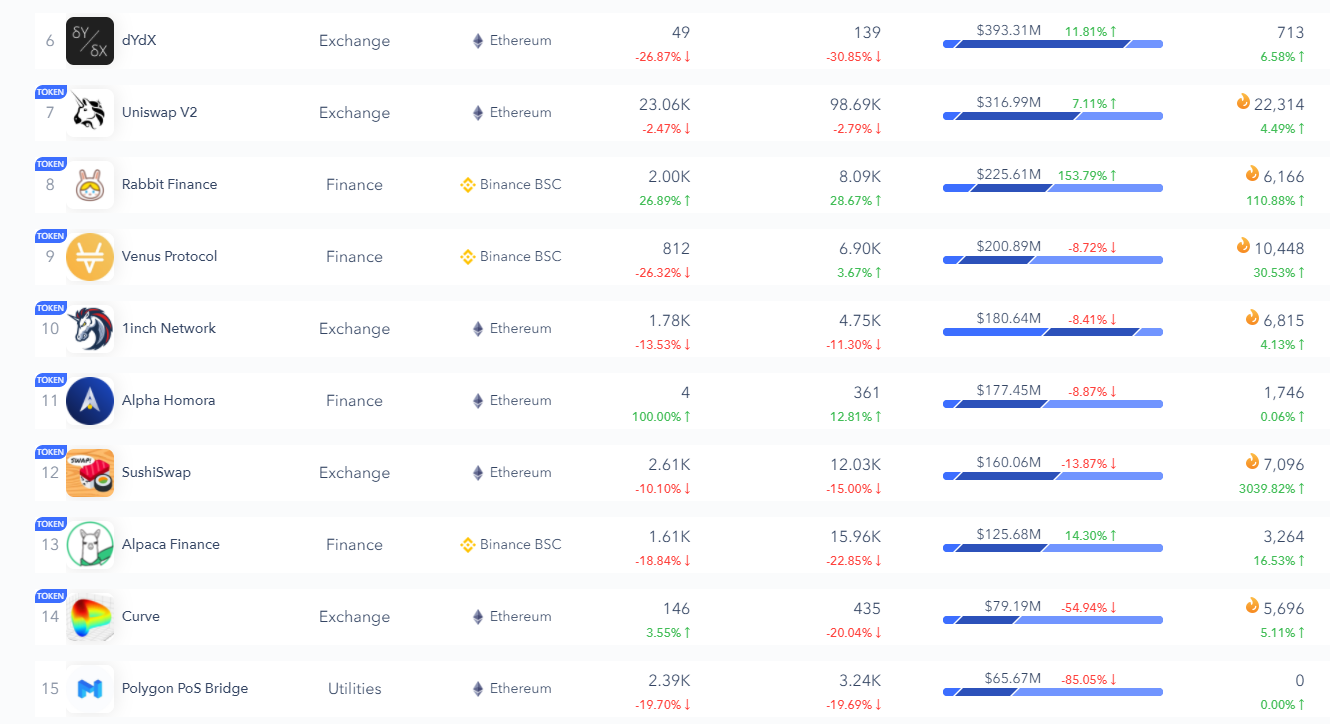 6 δY/δX dYdX Exchange Ethereum 49 139 $393.31M 11.81% ↑ 713
-26.87% ↓ -30.85% ↓ 6.58% ↑
TOKEN
7 Uniswap V2 Exchange Ethereum 23.06K 98.69K $316.99M 7.11% ↑ 22,314
-2.47% ↓ -2.79% ↓ 4.49% ↑
TOKEN
8 Rabbit Finance Finance Binance BSC 2.00K 8.09K $225.61M 153.79% ↑ 6,166
26.89% ↑ 28.67% ↑ 110.88% ↑
TOKEN
9 Venus Protocol Finance Binance BSC 812 6.90K $200.89M -8.72% ↓ 10,448
-26.32% ↓ 3.67% ↑ 30.53% ↑
TOKEN
10 1inch Network Exchange Ethereum 1.78K 4.75K $180.64M -8.41% ↓ 6,815
-13.53% ↓ -11.30% ↓ 4.13% ↑
TOKEN
11 Alpha Homora Finance Ethereum 4 361 $177.45M -8.87% ↓ 1,746
100.00% ↑ 12.81% ↑ 0.06% ↑
TOKEN
12 SWAP! SushiSwap Exchange Ethereum 2.61K 12.03K $160.06M -13.87% ↓ 7,096
-10.10% ↓ -15.00% ↓ 3039.82% ↑
TOKEN
13 Alpaca Finance Finance Binance BSC 1.61K 15.96K $125.68M 14.30% ↑ 3,264
-18.84% ↓ -22.85% ↓ 16.53% ↑
TOKEN
14 Curve Exchange Ethereum 146 435 $79.19M -54.94% ↓ 5,696
3.55% ↑ -20.04% ↓ 5.11% ↑
15 Polygon PoS Bridge Utilities Ethereum 2.39K 3.24K $65.67M -85.05% ↓ 0
-19.70% ↓ -19.69% ↓ 0.00% ↑